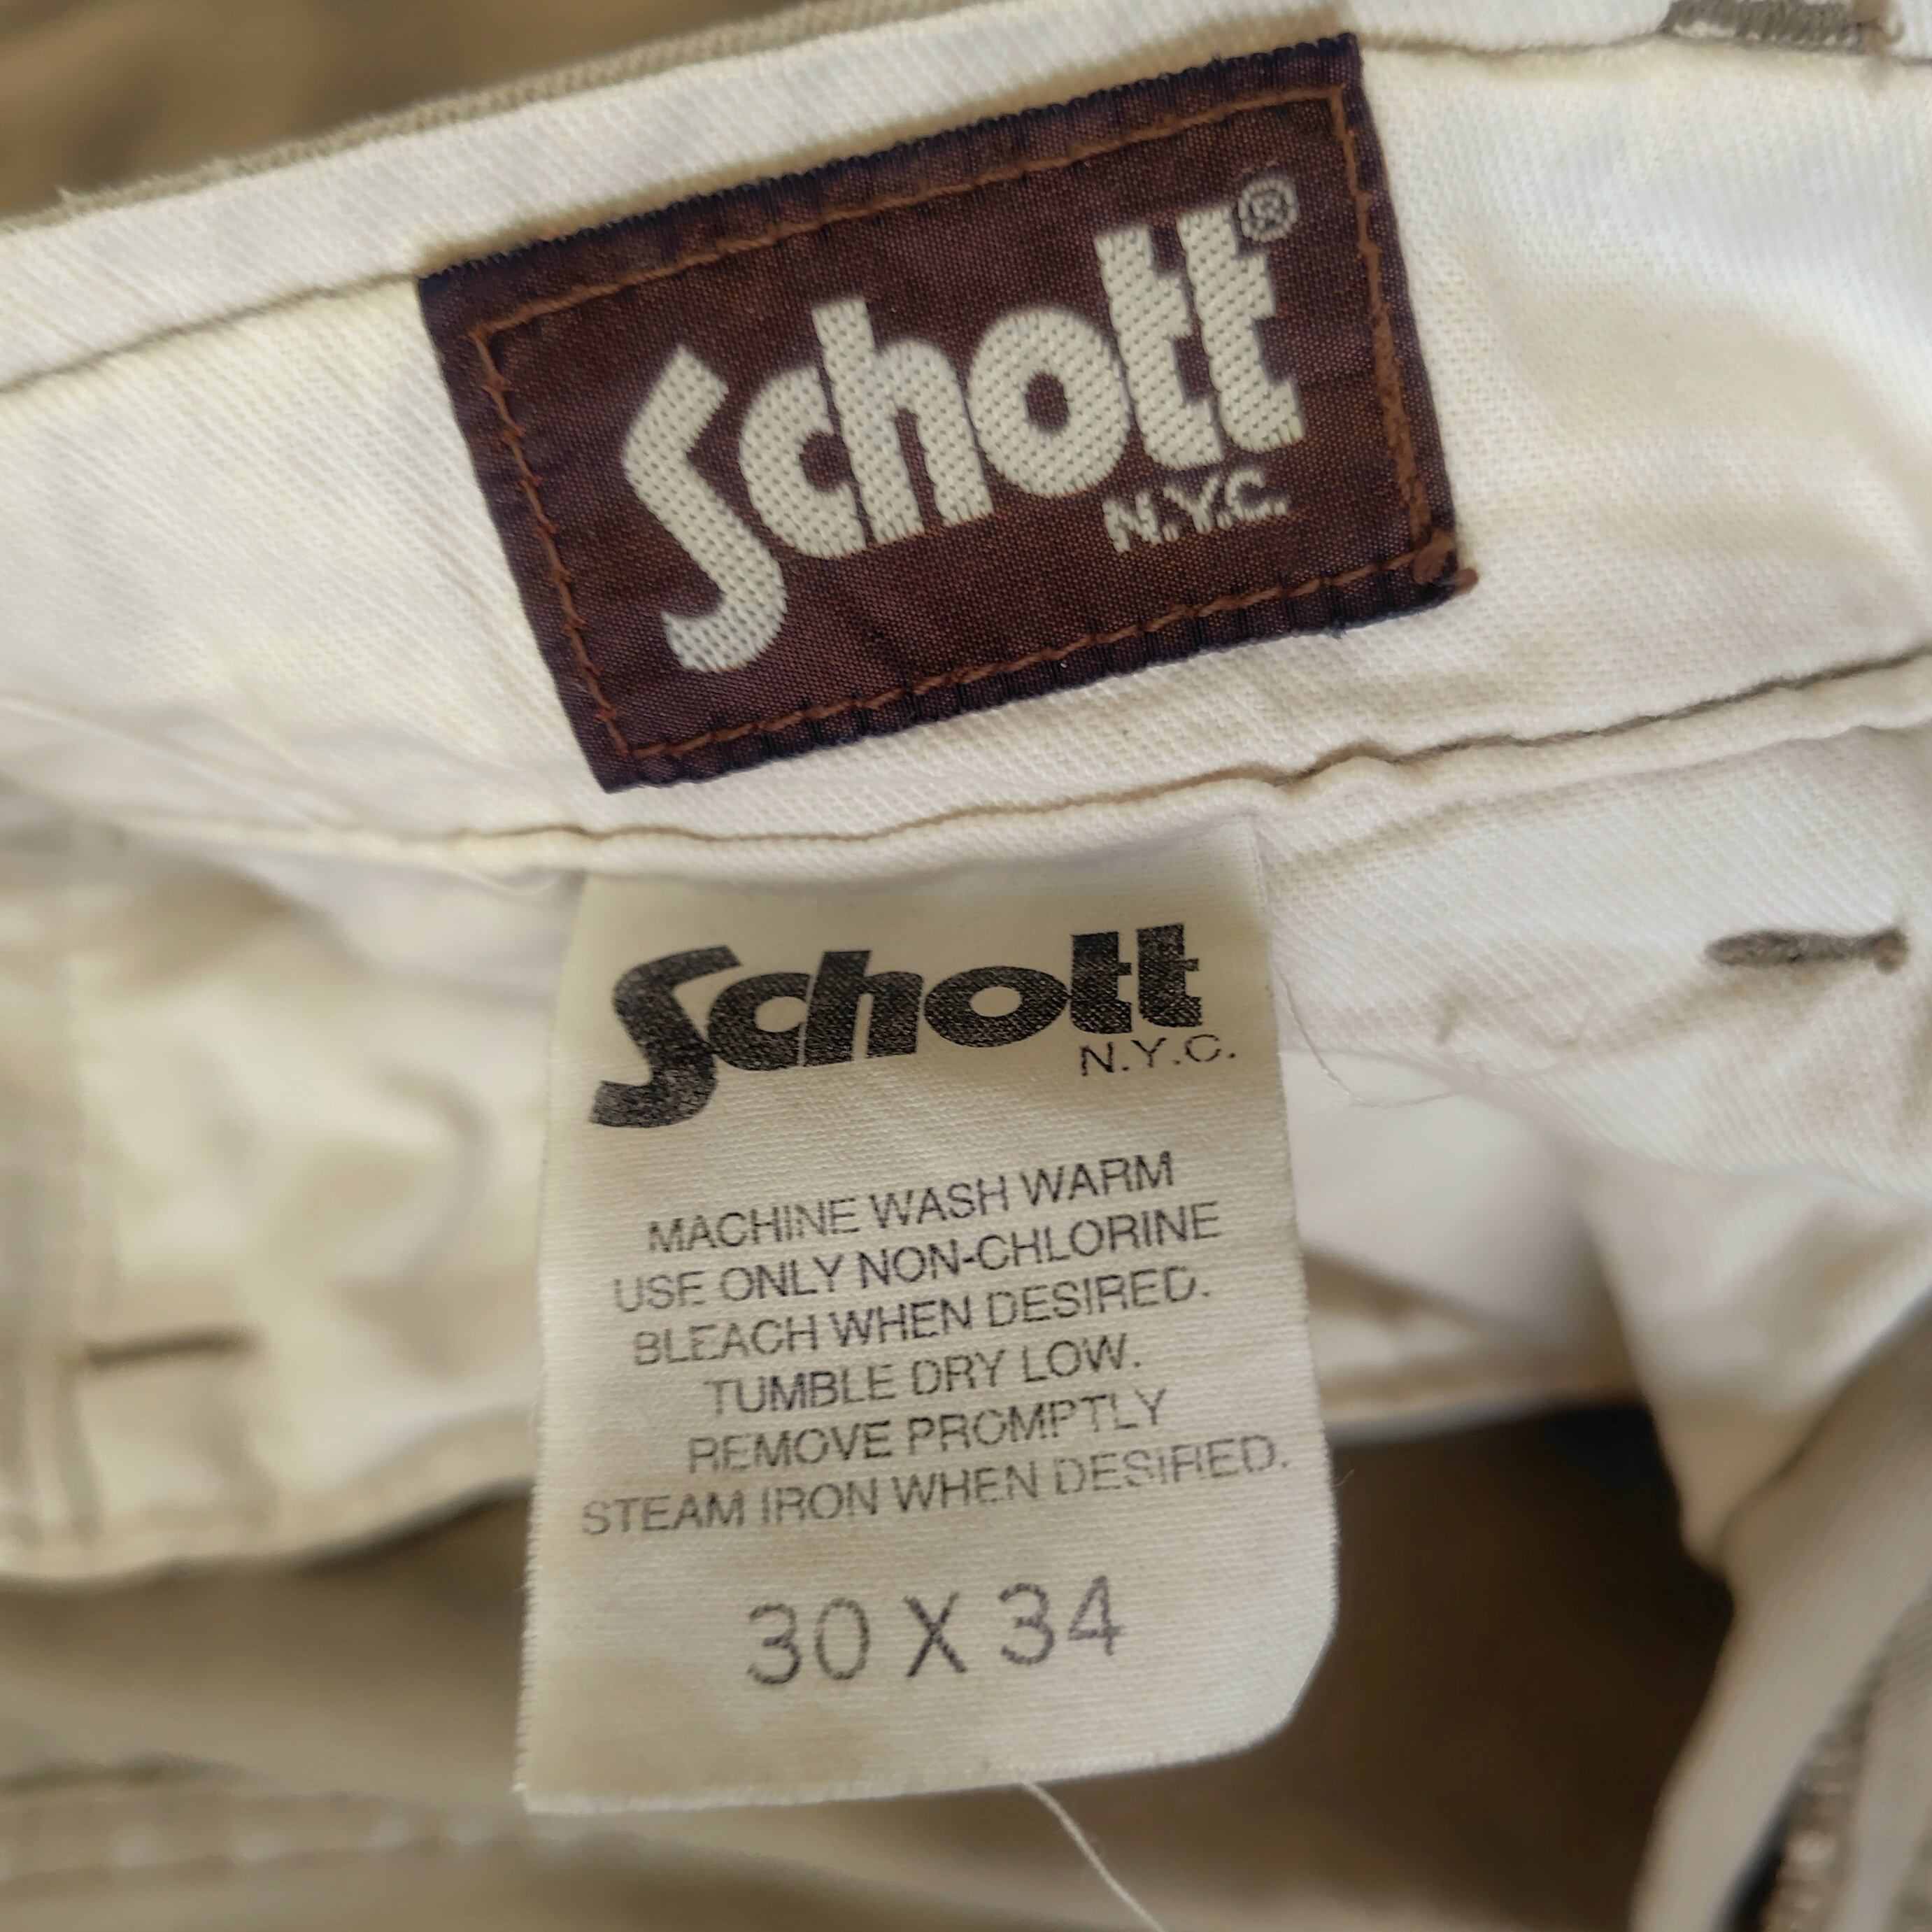 Schott®
N.Y.C.
Schott
N.Y.C.
MACHINE WASH WARM
USE ONLY NON-CHLORINE
BLEACH WHEN DESIRED.
TUMBLE DRY LOW.
REMOVE PROMPTLY
STEAM IRON WHEN DESIRED.
30 X 34